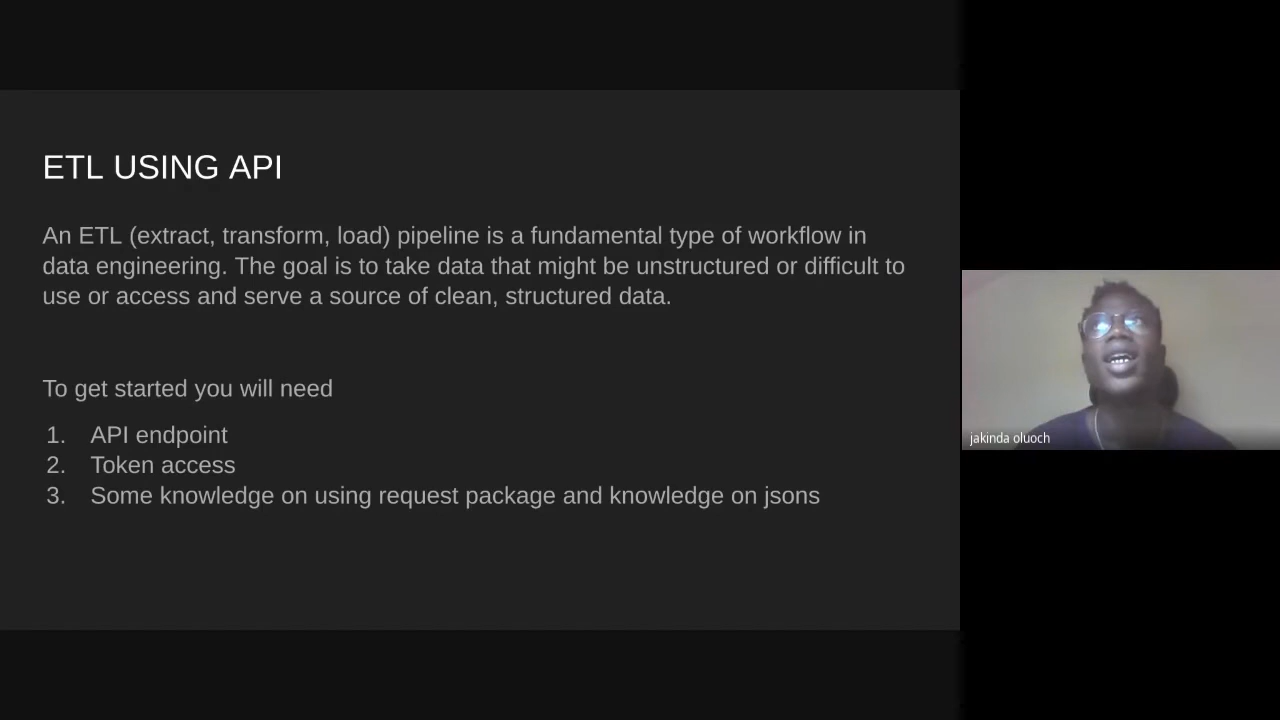 ETL USING API
An ETL (extract, transform, load) pipeline is a fundamental type of workflow in
data engineering. The goal is to take data that might be unstructured or difficult to
use or access and serve a source of clean, structured data.
To get started you will need
1. API endpoint
2. Token access
3. Some knowledge on using request package and knowledge on jsons
jakinda oluoch